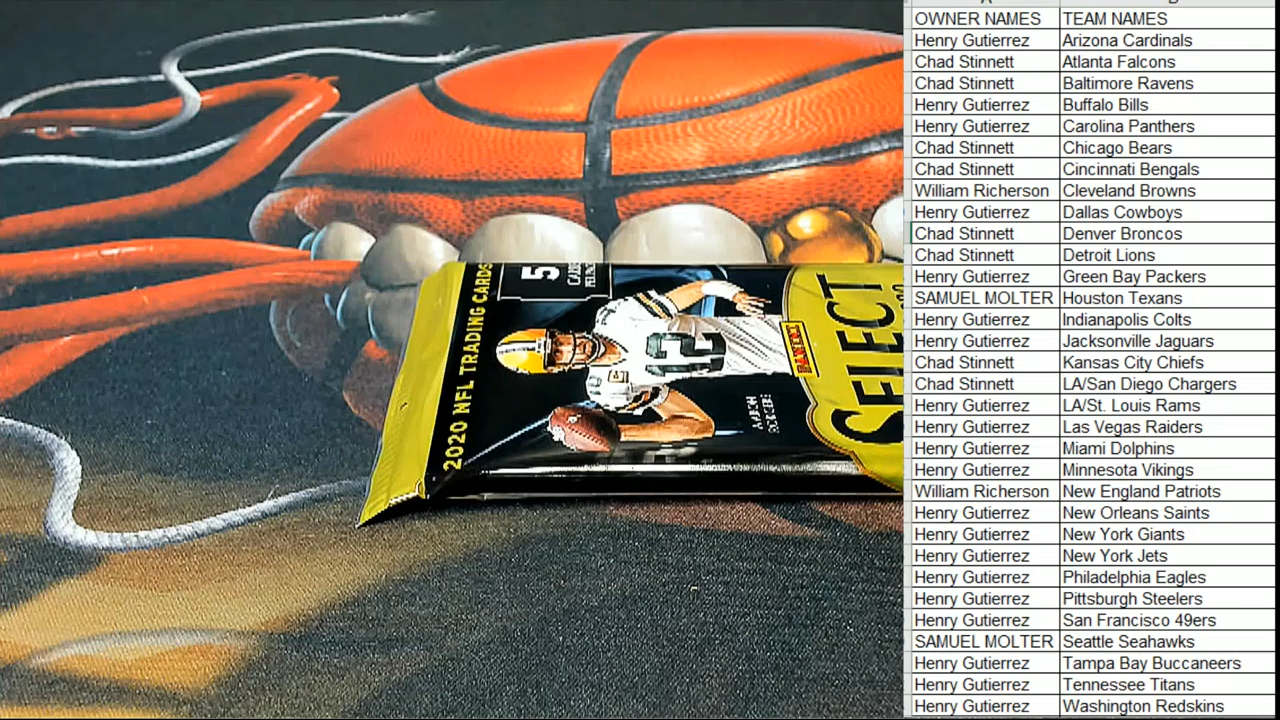 OWNER NAMES TEAM NAMES
Henry Gutierrez Arizona Cardinals
Chad Stinnett Atlanta Falcons
Chad Stinnett Baltimore Ravens
Henry Gutierrez Buffalo Bills
Henry Gutierrez Carolina Panthers
Chad Stinnett Chicago Bears
Chad Stinnett Cincinnati Bengals
William Richerson Cleveland Browns
Henry Gutierrez Dallas Cowboys
Chad Stinnett Denver Broncos
Chad Stinnett Detroit Lions
Henry Gutierrez Green Bay Packers
SAMUEL MOLTER Houston Texans
Henry Gutierrez Indianapolis Colts
Henry Gutierrez Jacksonville Jaguars
Chad Stinnett Kansas City Chiefs
Chad Stinnett LA/San Diego Chargers
Henry Gutierrez LA/St. Louis Rams
Henry Gutierrez Las Vegas Raiders
Henry Gutierrez Miami Dolphins
Henry Gutierrez Minnesota Vikings
William Richerson New England Patriots
Henry Gutierrez New Orleans Saints
Henry Gutierrez New York Giants
Henry Gutierrez New York Jets
Henry Gutierrez Philadelphia Eagles
Henry Gutierrez Pittsburgh Steelers
Henry Gutierrez San Francisco 49ers
SAMUEL MOLTER Seattle Seahawks
Henry Gutierrez Tampa Bay Buccaneers
Henry Gutierrez Tennessee Titans
Henry Gutierrez Washington Redskins
2020 NFL TRADING CARDS
5
CARDS
PER PACK
12
AARON
RODGERS
PANINI
SELECT